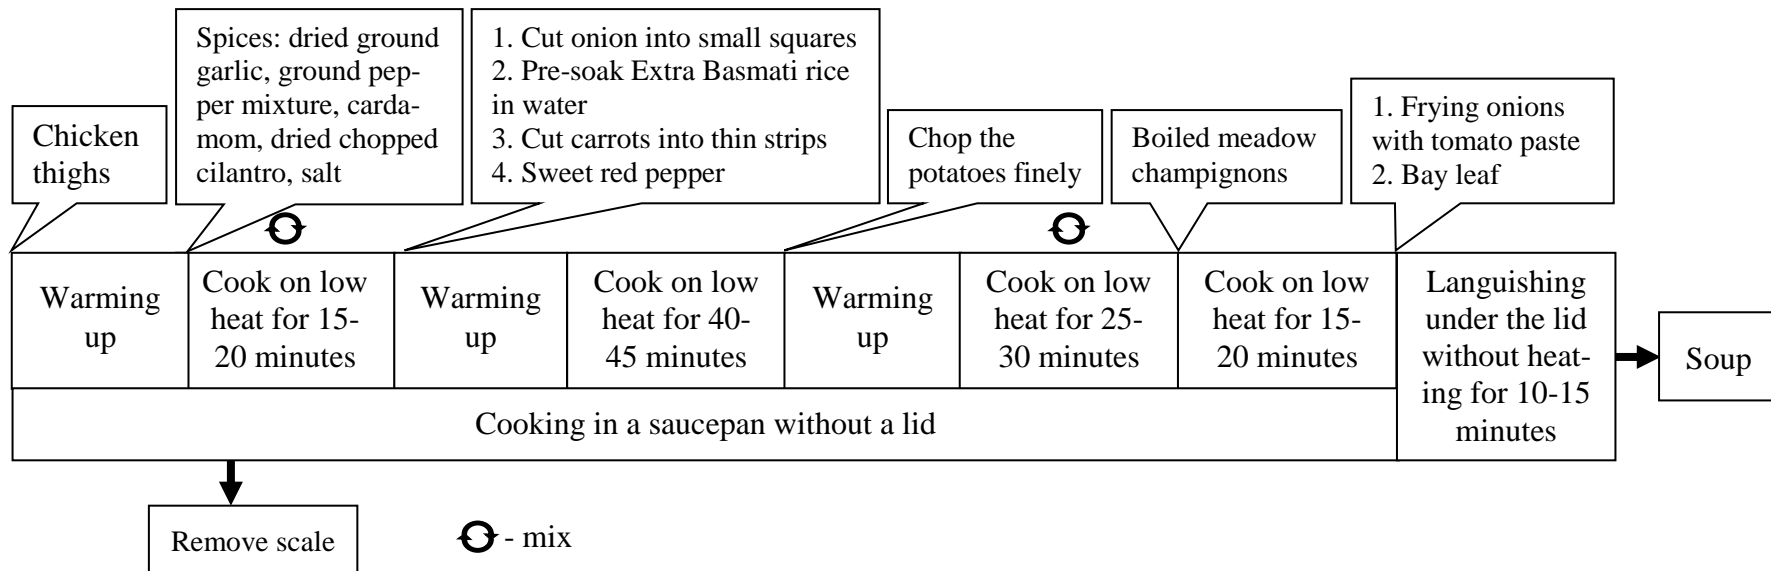 Chicken
thighs
Spices: dried ground
garlic, ground pep-
per mixture, carda-
mom, dried chopped
cilantro, salt
1. Cut onion into small squares
2. Pre-soak Extra Basmati rice
in water
3. Cut carrots into thin strips
4. Sweet red pepper
Chop the
potatoes finely
Boiled meadow
champignons
1. Frying onions
with tomato paste
2. Bay leaf
Warming
up
Cook on low
heat for 15-
20 minutes
Warming
up
Cook on low
heat for 40-
45 minutes
Warming
up
Cook on low
heat for 25-
30 minutes
Cook on low
heat for 15-
20 minutes
Languishing
under the lid
without heat-
ing for 10-15
minutes
Soup
Cooking in a saucepan without a lid
Remove scale
- mix